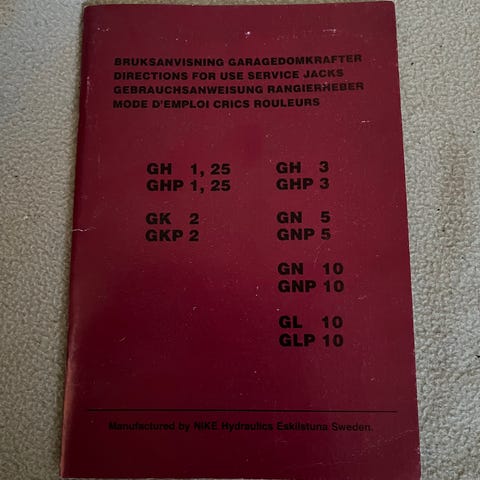 BRUKSANVISNING GARAGEDOMKRAFTER
DIRECTIONS FOR USE SERVICE JACKS
GEBRAUCHSANWEISUNG RANGIERHEBER
MODE D'EMPLOI CRICS ROULEURS
GH 1, 25
GHP 1, 25
GK 2
GKP 2
GH 3
GHP 3
GN 5
GNP 5
GN 10
GNP 10
GL 10
GLP 10
Manufactured by NIKE Hydraulics Eskilstuna Sweden.